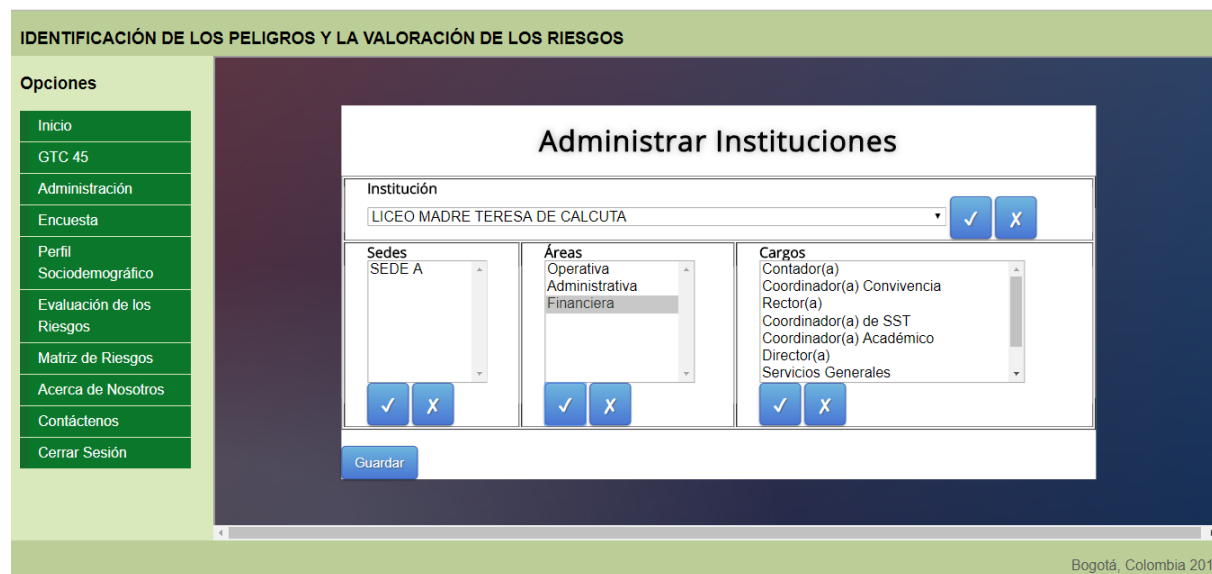 IDENTIFICACIÓN DE LOS PELIGROS Y LA VALORACIÓN DE LOS RIESGOS
Opciones
Inicio
GTC 45
Administración
Encuesta
Perfil
Sociodemográfico
Evaluación de los
Riesgos
Matriz de Riesgos
Acerca de Nosotros
Contáctenos
Cerrar Sesión
Administrar Instituciones
Institución
LICEO MADRE TERESA DE CALCUTA
✓ X
Sedes
SEDE A
✓ X
Áreas
Operativa
Administrativa
Financiera
✓ X
Cargos
Contador(a)
Coordinador(a) Convivencia
Rector(a)
Coordinador(a) de SST
Coordinador(a) Académico
Director(a)
Servicios Generales
✓ X
Guardar
Bogotá, Colombia 201